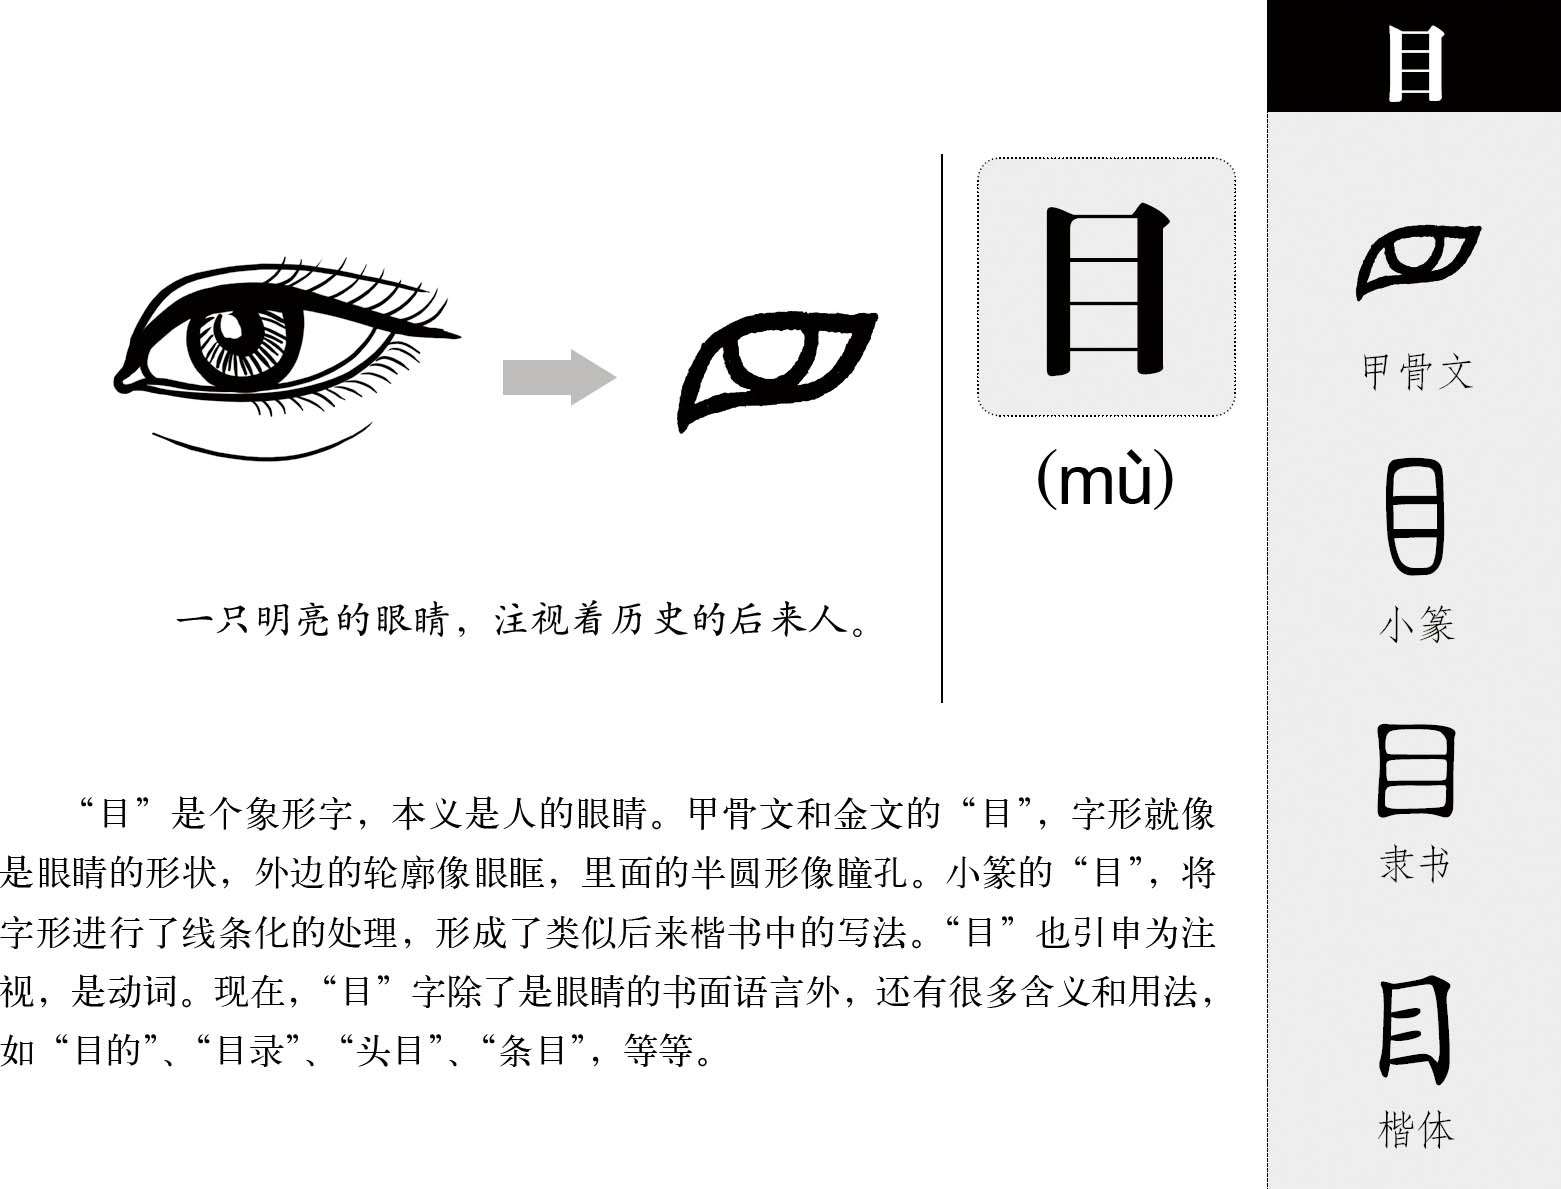 目
目
(mù)
一只明亮的眼睛，注视着历史的后来人。
“目”是个象形字，本义是人的眼睛。甲骨文和金文的“目”，字形就像
是眼睛的形状，外边的轮廓像眼眶，里面的半圆形像瞳孔。小篆的“目”，将
字形进行了线条化的处理，形成了类似后来楷书中的写法。“目”也引申为注
视，是动词。现在，“目”字除了是眼睛的书面语言外，还有很多含义和用法，
如“目的”、“目录”、“头目”、“条目”，等等。
甲骨文
目
小篆
目
隶书
目
楷体